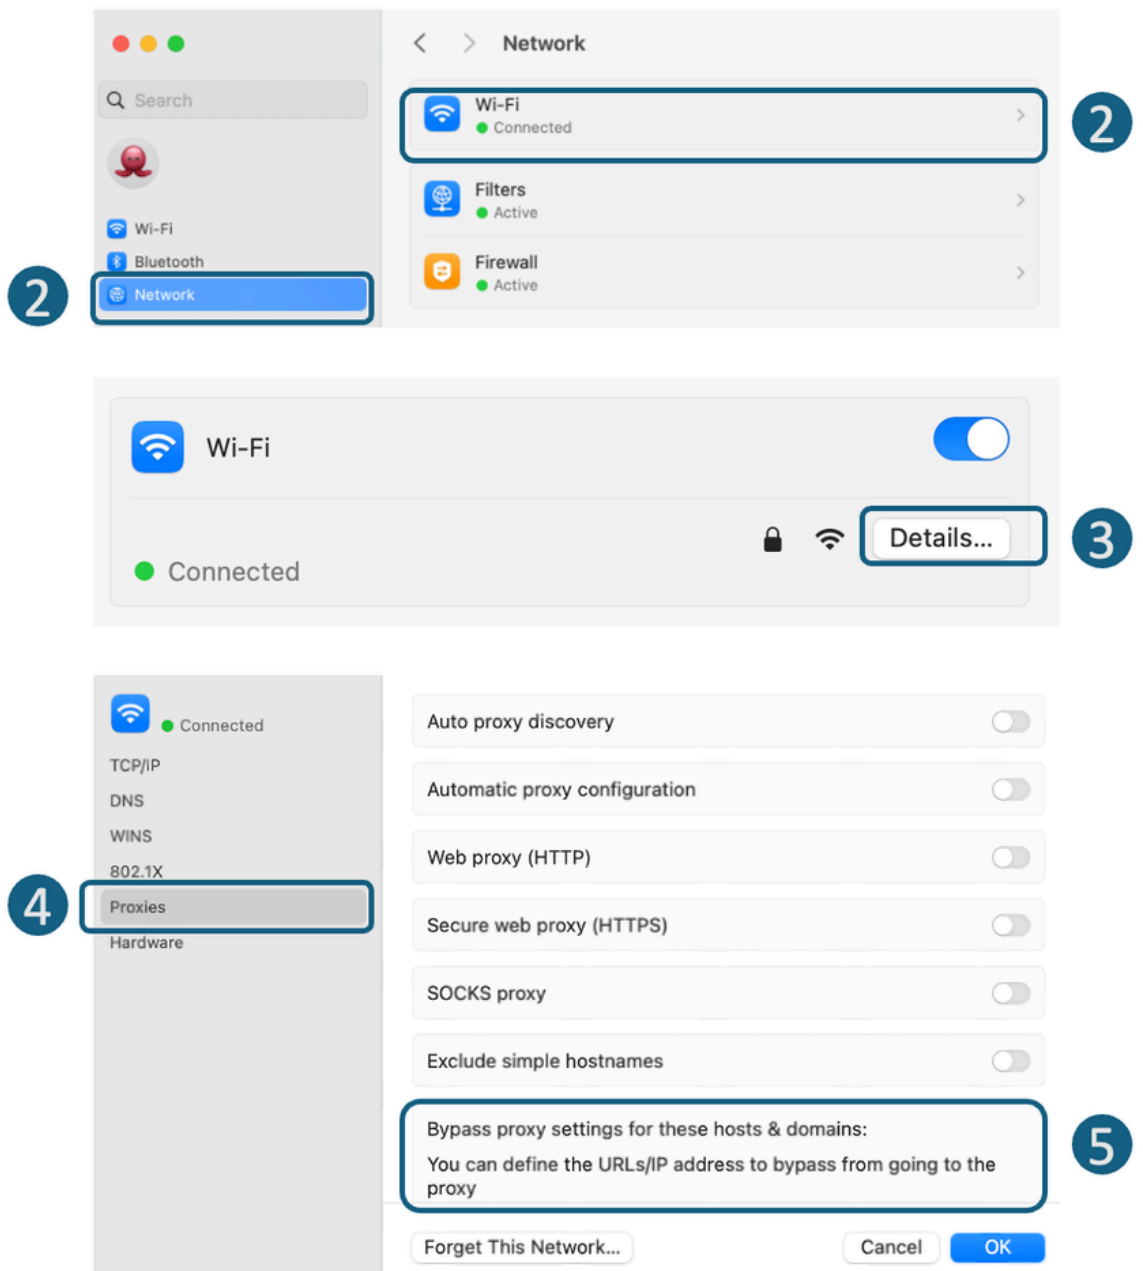 Network
Search
Wi-Fi
Connected
2
Filters
Active
Wi-Fi
Bluetooth
Firewall
Active
2
Network
Wi-Fi
Details...
3
Connected
Connected
Auto proxy discovery
TCP/IP
DNS
Automatic proxy configuration
WINS
Web proxy (HTTP)
802.1X
4
Proxies
Secure web proxy (HTTPS)
Hardware
SOCKS proxy
Exclude simple hostnames
Bypass proxy settings for these hosts & domains:
You can define the URLs/IP address to bypass from going to the
proxy
5
Forget This Network...
Cancel
OK